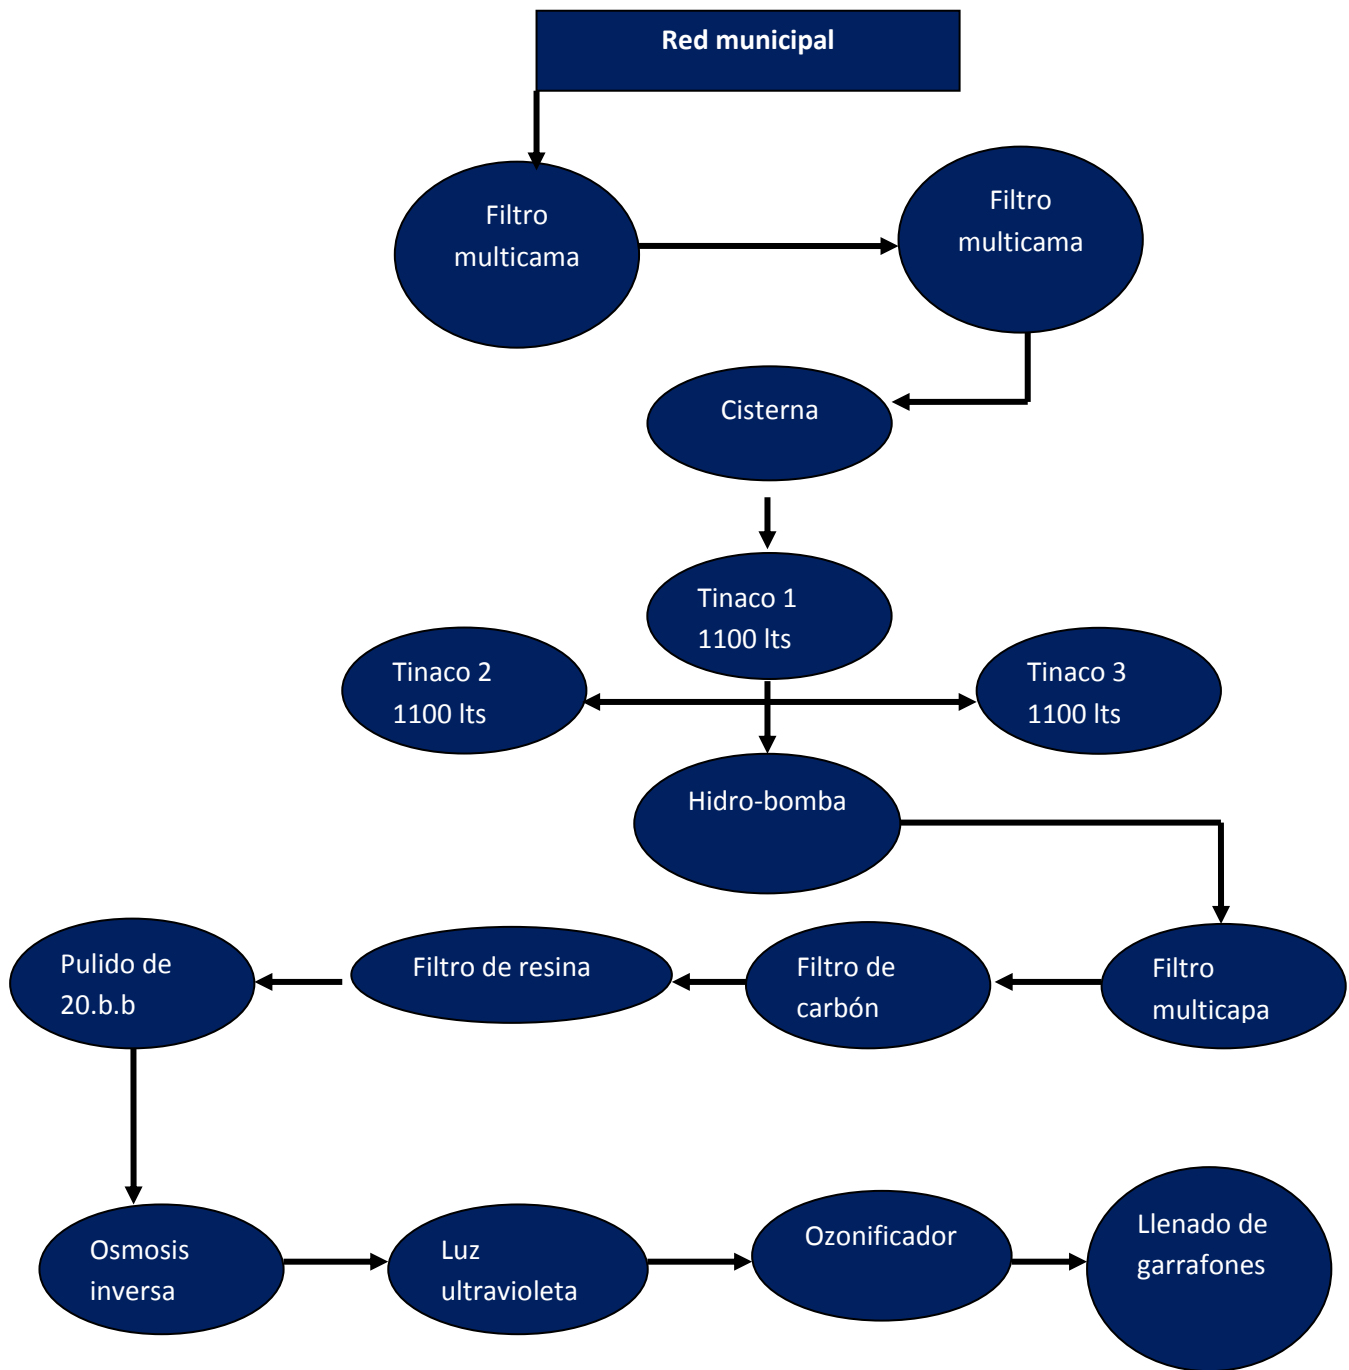 Red municipal
Filtro
multicama
Filtro
multicama
Cisterna
Tinaco 1
1100 lts
Tinaco 2
1100 lts
Tinaco 3
1100 lts
Hidro-bomba
Filtro
multicapa
Filtro de
carbón
Filtro de resina
Pulido de
20.b.b
Osmosis
inversa
Luz
ultravioleta
Ozonificador
Llenado de
garrafones